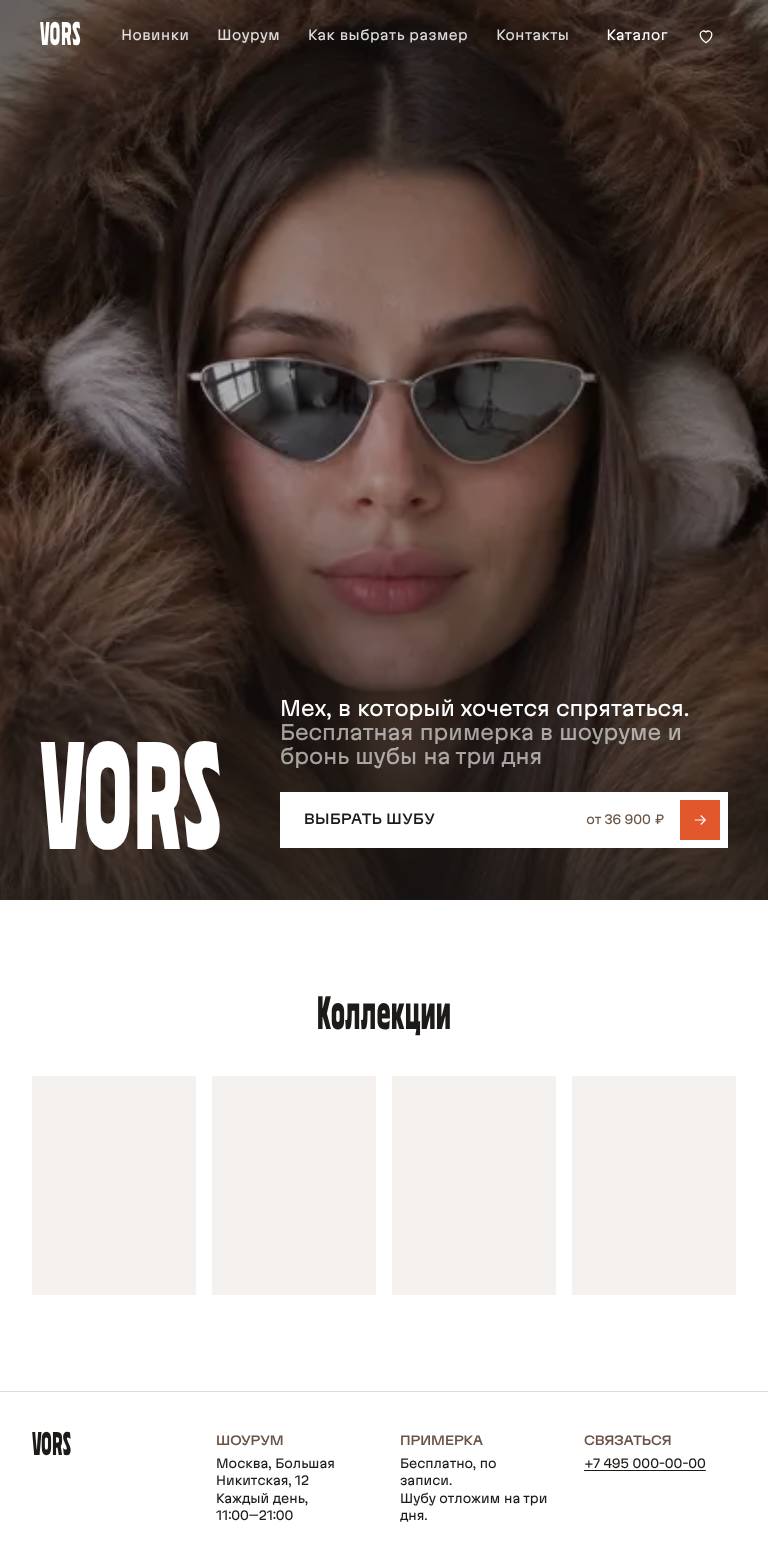 VORS
Новинки
Шоурум
Как выбрать размер
Контакты
Каталог
Мех, в который хочется спрятаться.
Бесплатная примерка в шоуруме и
бронь шубы на три дня
VORS
ВЫБРАТЬ ШУБУ
от 36 900 ₽
Коллекции
VORS
ШОУРУМ
Москва, Большая
Никитская, 12
Каждый день,
11:00—21:00
ПРИМЕРКА
Бесплатно, по
записи.
Шубу отложим на три
дня.
СВЯЗАТЬСЯ
+7 495 000-00-00